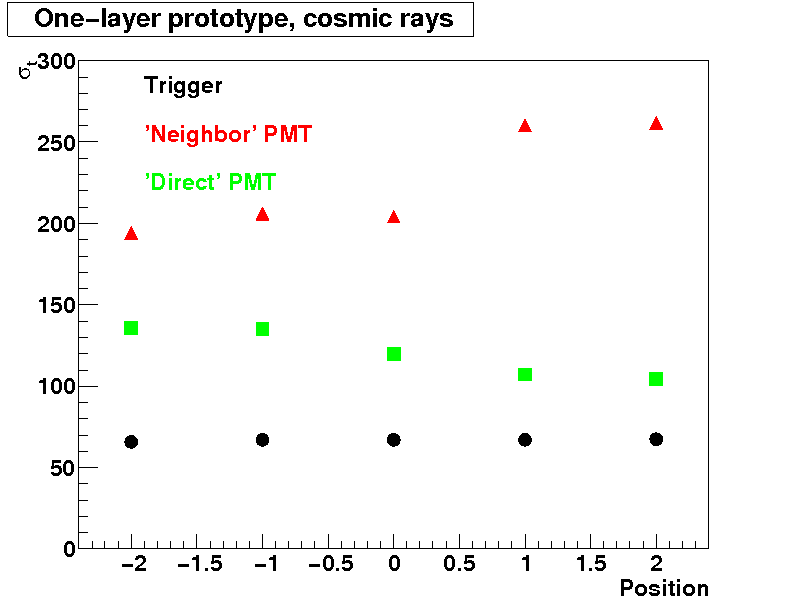 One−layer prototype, cosmic rays
σt
300
250
200
150
100
50
0
Trigger
’Neighbor’ PMT
’Direct’ PMT
−2 −1.5 −1 −0.5 0 0.5 1 1.5 2
Position